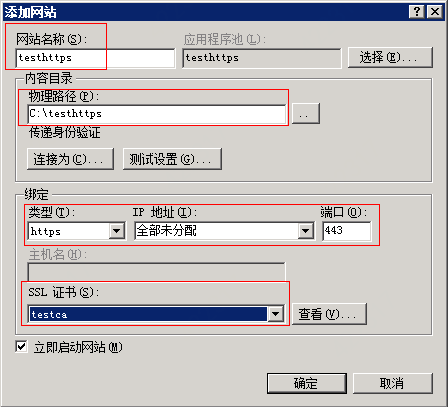 添加网站
网站名称(S): 应用程序池(L):
testhttps testhttps 选择(E)...
内容目录
物理路径(P):
C:\testhttps ..
传递身份验证
连接为(C)... 测试设置(G)...
绑定
类型(T): IP 地址(I): 端口(O):
https 全部未分配 443
主机名(H):
SSL 证书(S):
testca 查看(V)...
立即启动网站(M)
确定 取消